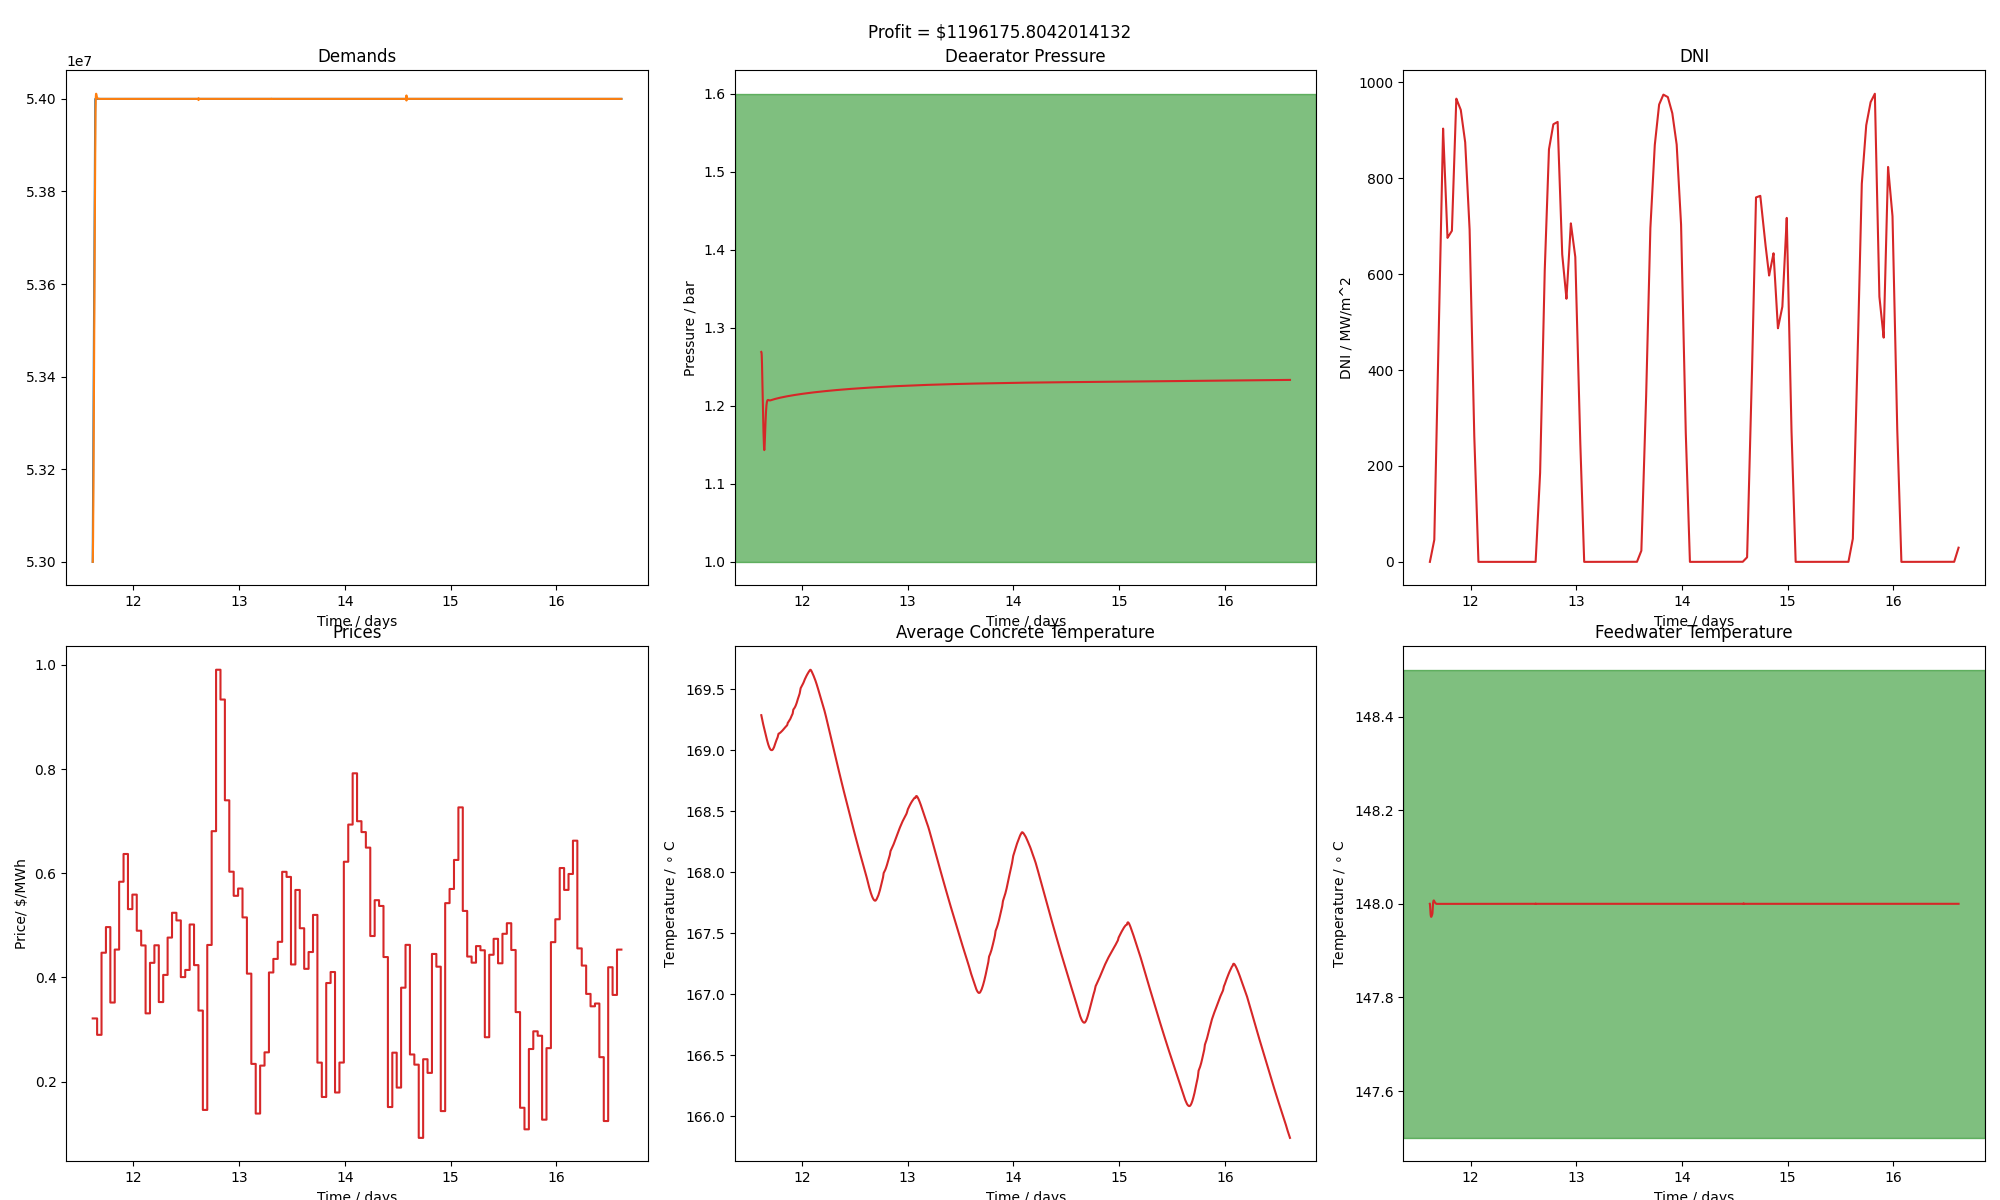 Profit = $1196175.8042014132
Demands
1e7
5.40
5.38
5.36
5.34
5.32
5.30
12 13 14 15 16
Time / days
Deaerator Pressure
Pressure / bar
1.6
1.5
1.4
1.3
1.2
1.1
1.0
12 13 14 15 16
Time / days
DNI
DNI / MW/m^2
1000
800
600
400
200
0
12 13 14 15 16
Time / days
Prices
Price/ $/MWh
1.0
0.8
0.6
0.4
0.2
12 13 14 15 16
Time / days
Average Concrete Temperature
Temperature / ∘ C
169.5
169.0
168.5
168.0
167.5
167.0
166.5
166.0
12 13 14 15 16
Time / days
Feedwater Temperature
Temperature / ∘ C
148.4
148.2
148.0
147.8
147.6
12 13 14 15 16
Time / days